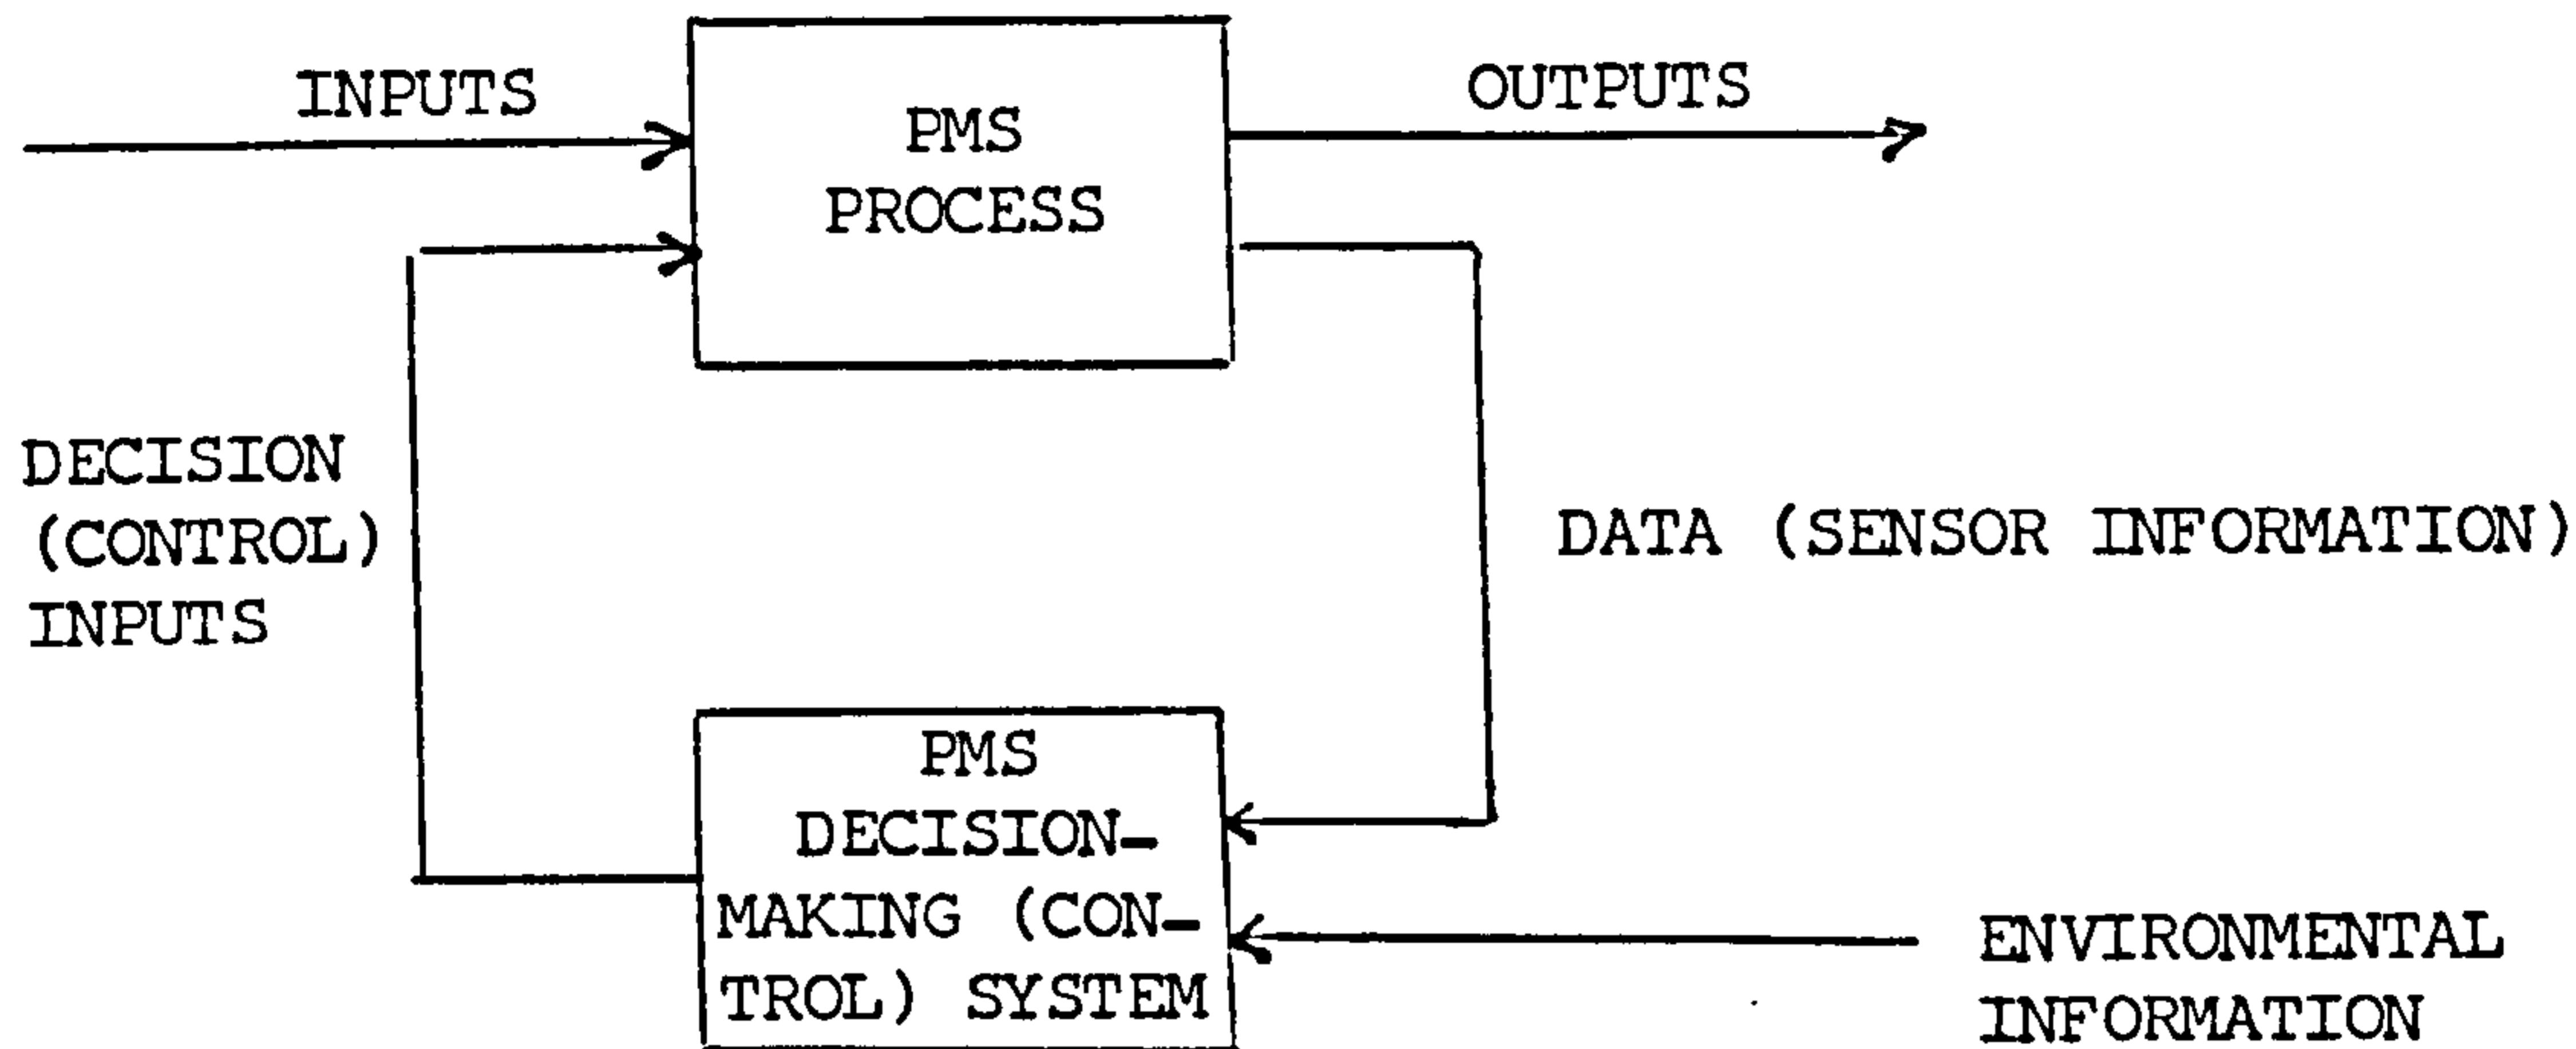 INPUTS
OUTPUTS
PMS
PROCESS
DECISION
(CONTROL)
INPUTS
DATA (SENSOR INFORMATION)
PMS
DECISION-
MAKING (CON-
TROL) SYSTEM
ENVIRONMENTAL
INFORMATION